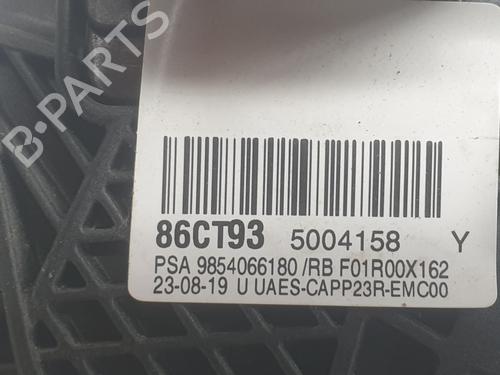 B-PARTS
86CT93 5004158 Y
PSA 9854066180 /RB F01R00X162
23-08-19 U UAES-CAPP23R-EMC00